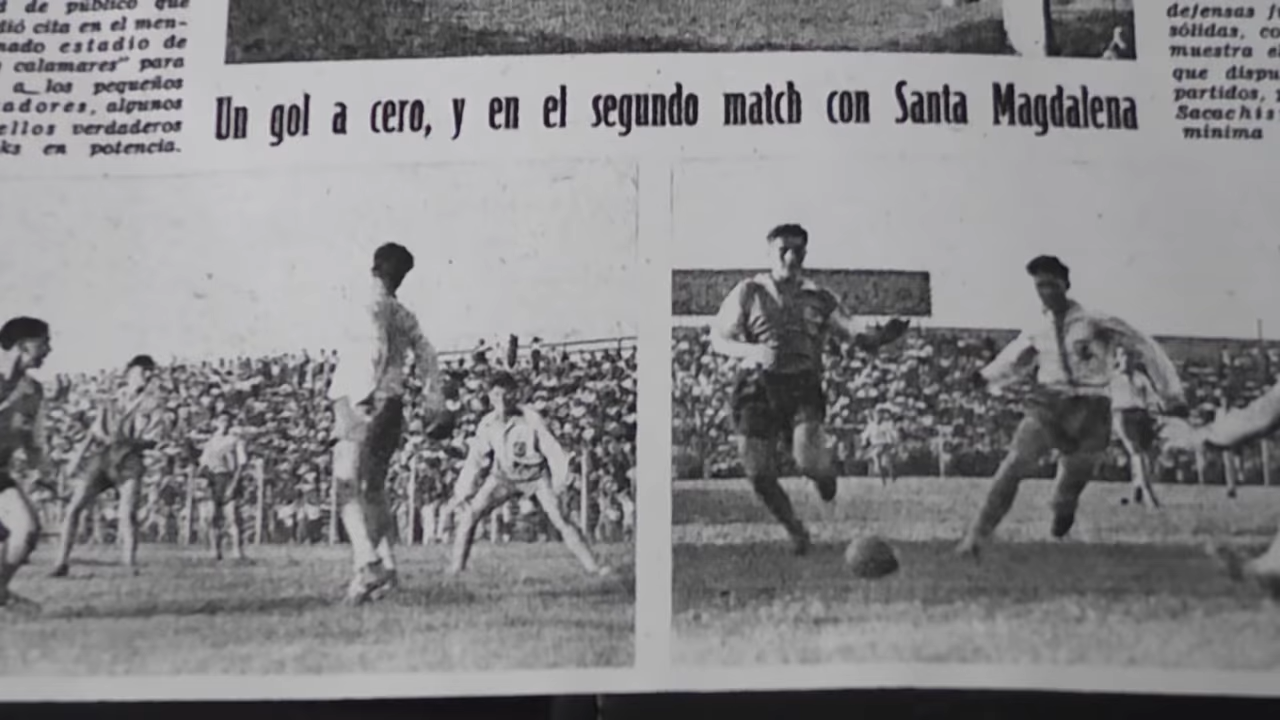 de público que
dió cita en el men-
nado estadio de
calamares" para
a los pequeños
adores, algunos
ellos verdaderos
ks en potencia.
Un gol a cero, y en el segundo match con Santa Magdalena
defensas
sólidas, co
muestra e
que dispu
partidos,
Sacachis
mínima